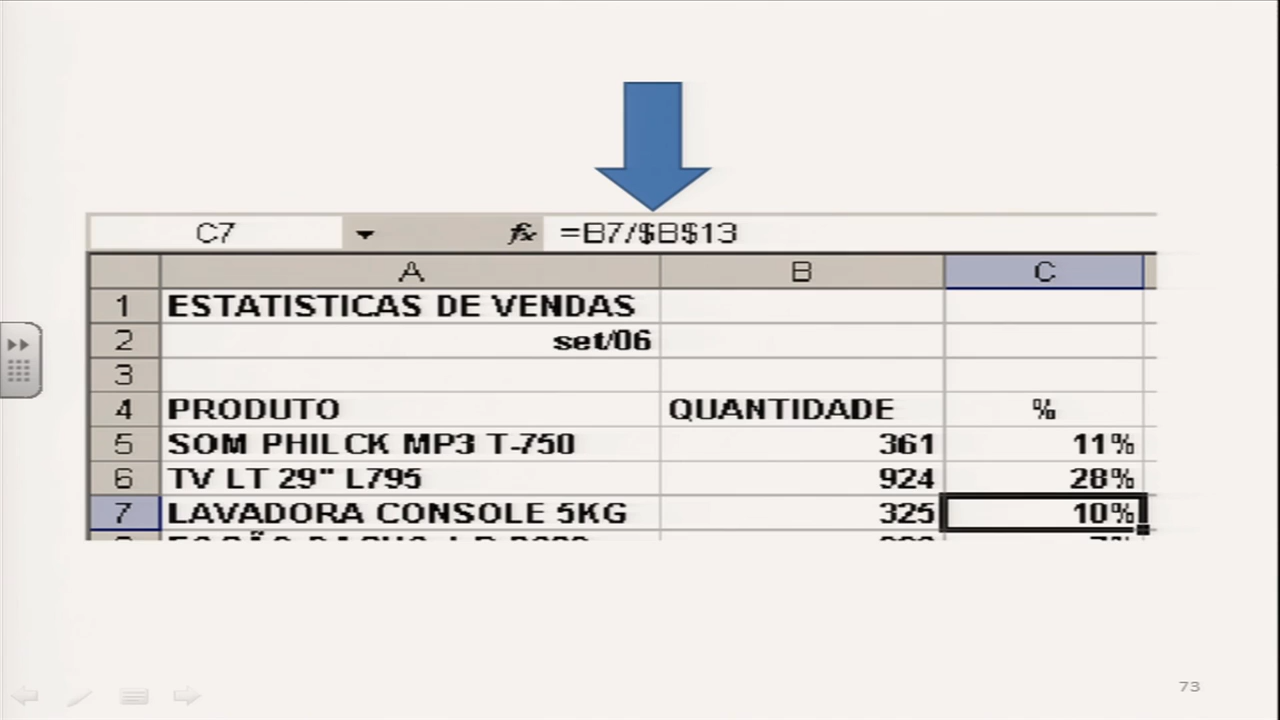 C7 fx =B7/$B$13
A B C
1 ESTATISTICAS DE VENDAS
2 set/06
3
4 PRODUTO QUANTIDADE %
5 SOM PHILCK MP3 T-750 361 11%
6 TV LT 29" L795 924 28%
7 LAVADORA CONSOLE 5KG 325 10%
73